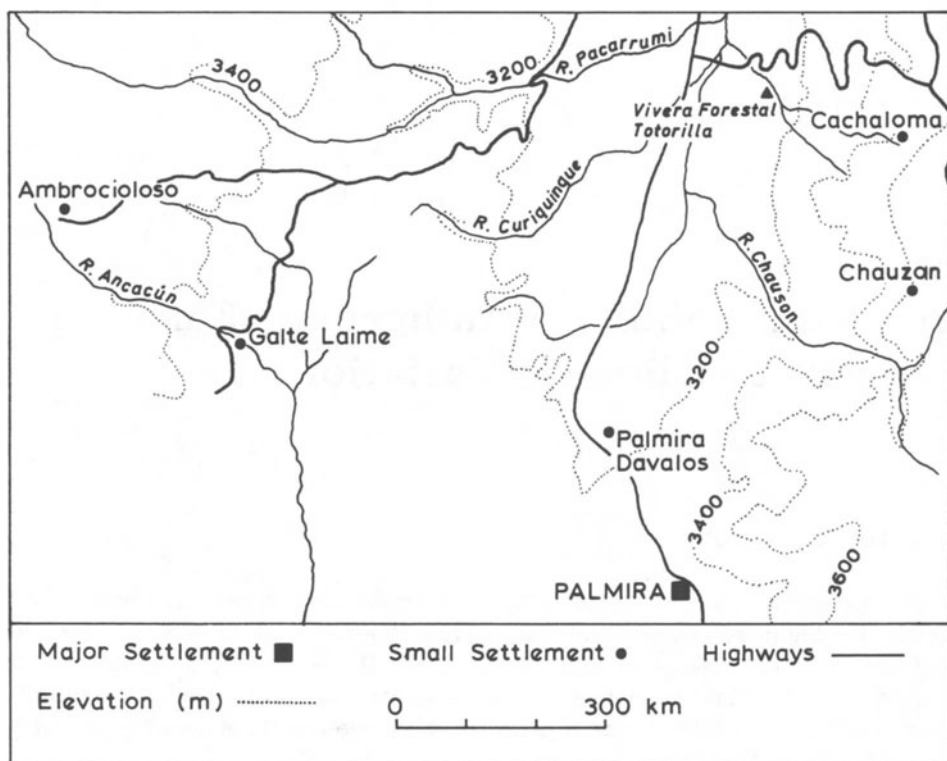 3400
3200
R. Pacarrumi
Vivera Forestal
Totorilla
Cachaloma
Ambrocioloso
R. Curiquinque
R. Ancacún
R. Chauson
Chauzan
Galte Laime
3200
Palmira
Davalos
3400
3600
PALMIRA
Major Settlement
Small Settlement
Highways
Elevation (m)
0
300 km